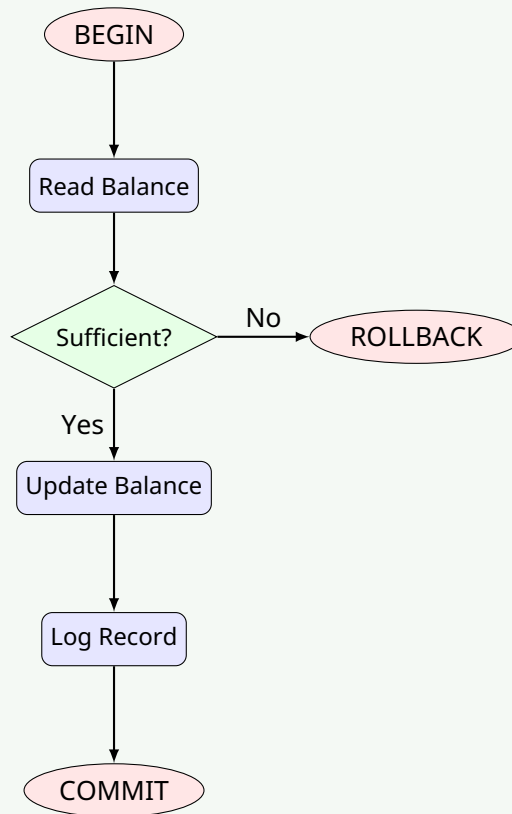 BEGIN
Read Balance
Sufficient?
No
ROLLBACK
Yes
Update Balance
Log Record
COMMIT